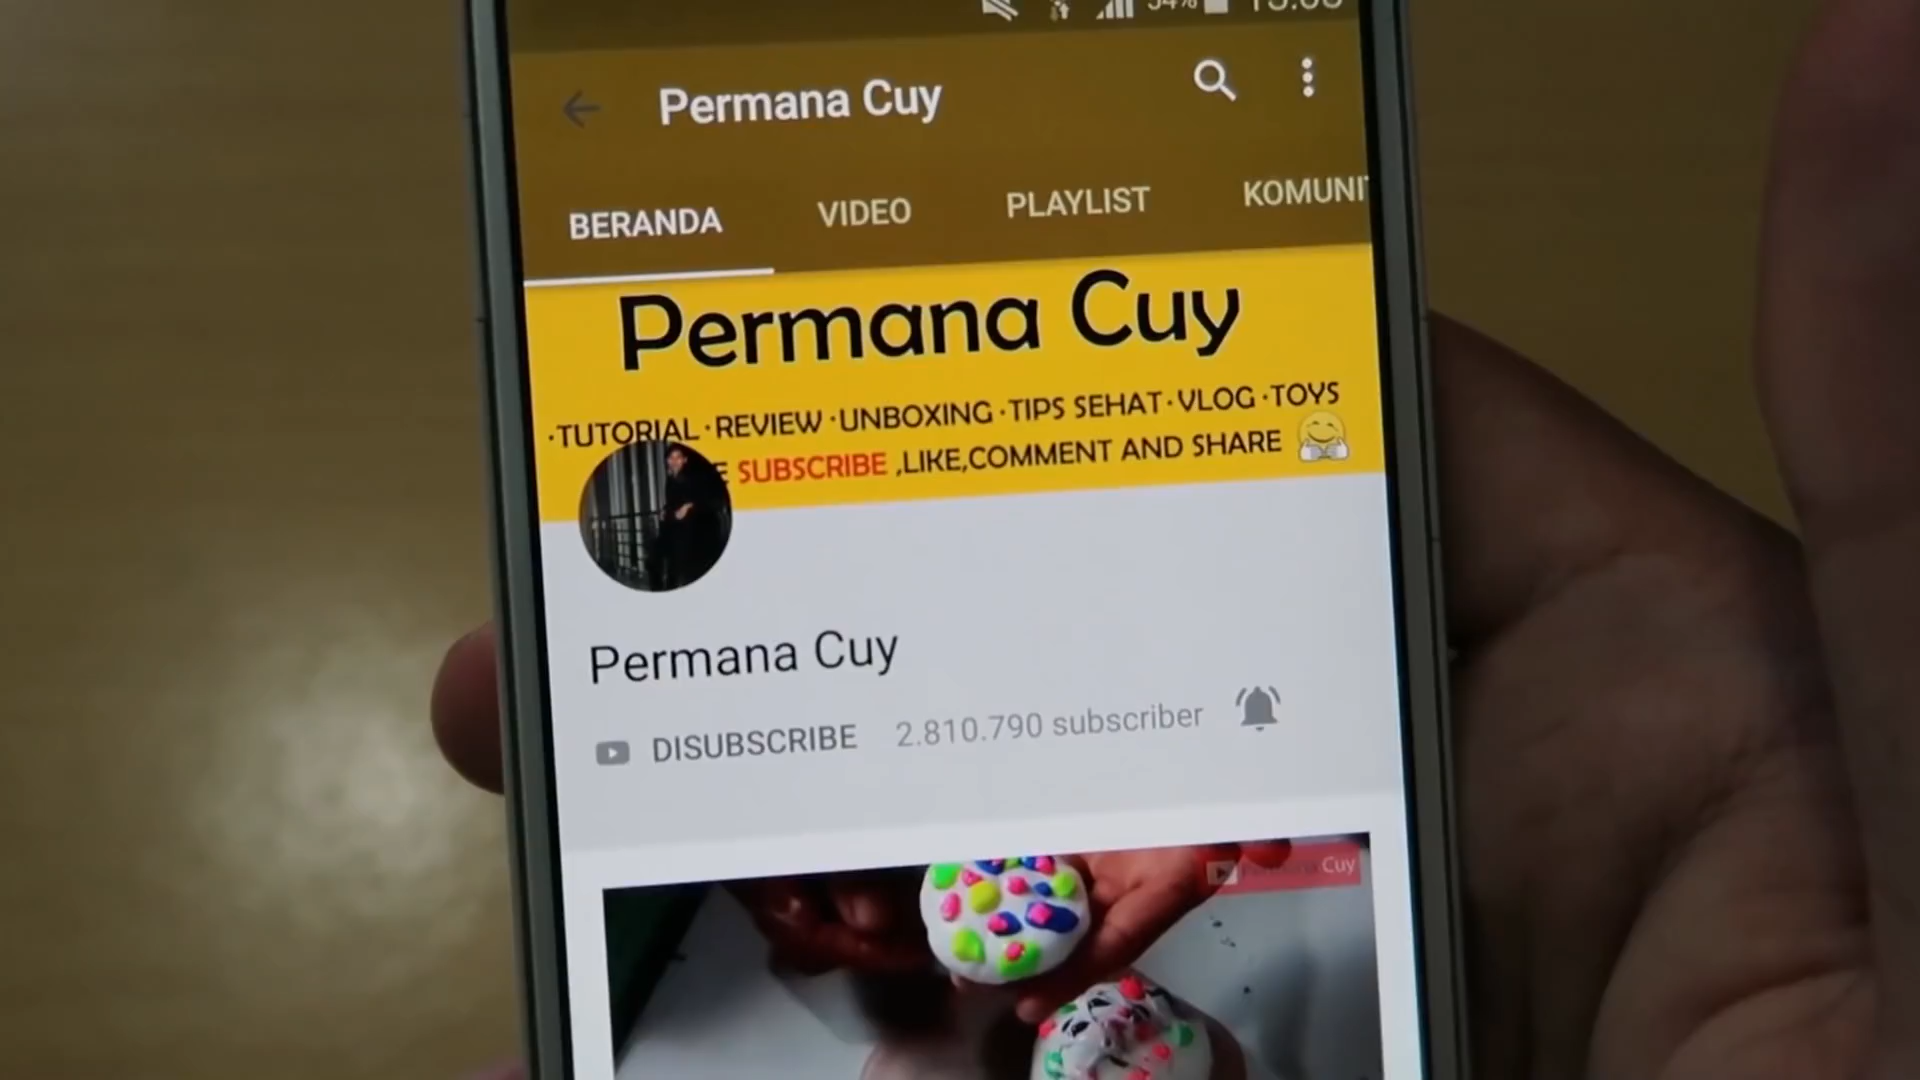 54%
Permana Cuy
BERANDA VIDEO PLAYLIST KOMUNI
Permana Cuy
·TUTORIAL ·REVIEW ·UNBOXING ·TIPS SEHAT ·VLOG ·TOYS
E SUBSCRIBE ,LIKE,COMMENT AND SHARE
Permana Cuy
DISUBSCRIBE 2.810.790 subscriber
Cuy